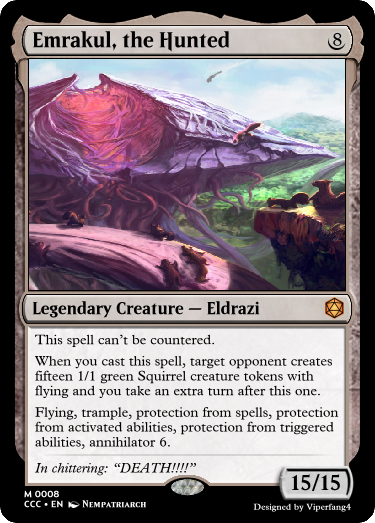 Emrakul, the Hunted 8
Legendary Creature — Eldrazi
This spell can't be countered.
When you cast this spell, target opponent creates
fifteen 1/1 green Squirrel creature tokens with
flying and you take an extra turn after this one.
Flying, trample, protection from spells, protection
from activated abilities, protection from triggered
abilities, annihilator 6.
In chittering: “DEATH!!!!”
15/15
M 0008
CCC • EN Nempatriarch
Designed by Viperfang4